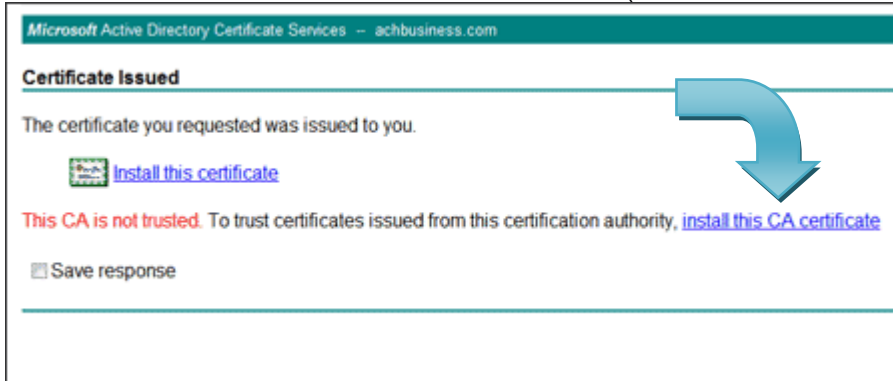 Microsoft Active Directory Certificate Services -- achbusiness.com
Certificate Issued
The certificate you requested was issued to you.
Install this certificate
This CA is not trusted. To trust certificates issued from this certification authority, install this CA certificate
Save response